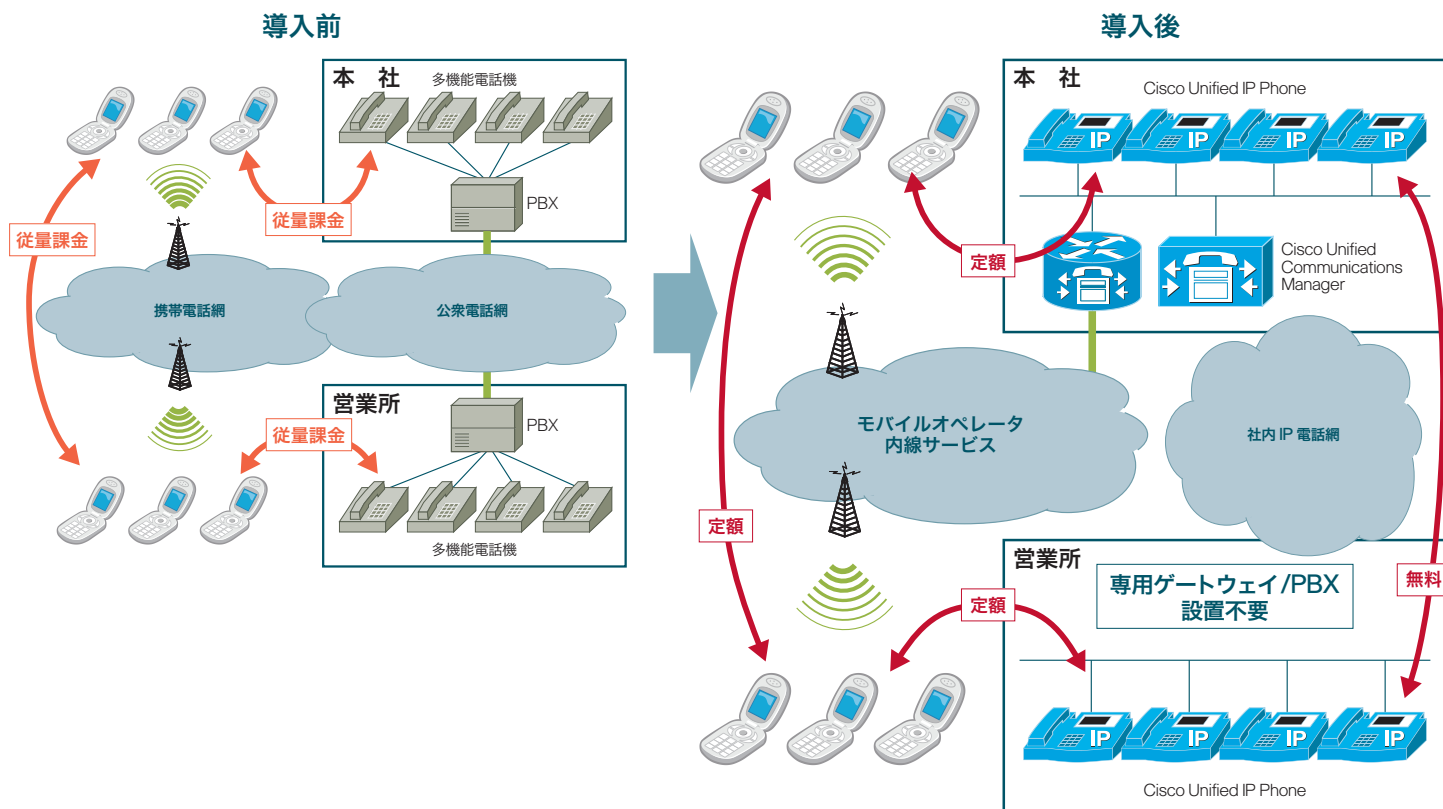 導入前
本　社
多機能電話機
従量課金
PBX
従量課金
携帯電話網
公衆電話網
営業所
PBX
従量課金
多機能電話機
導入後
本　社
Cisco Unified IP Phone
IP
IP
IP
IP
定額
Cisco Unified
Communications
Manager
モバイルオペレータ
内線サービス
社内 IP 電話網
定額
営業所
専用ゲートウェイ/PBX
設置不要
無料
定額
IP
IP
IP
IP
Cisco Unified IP Phone